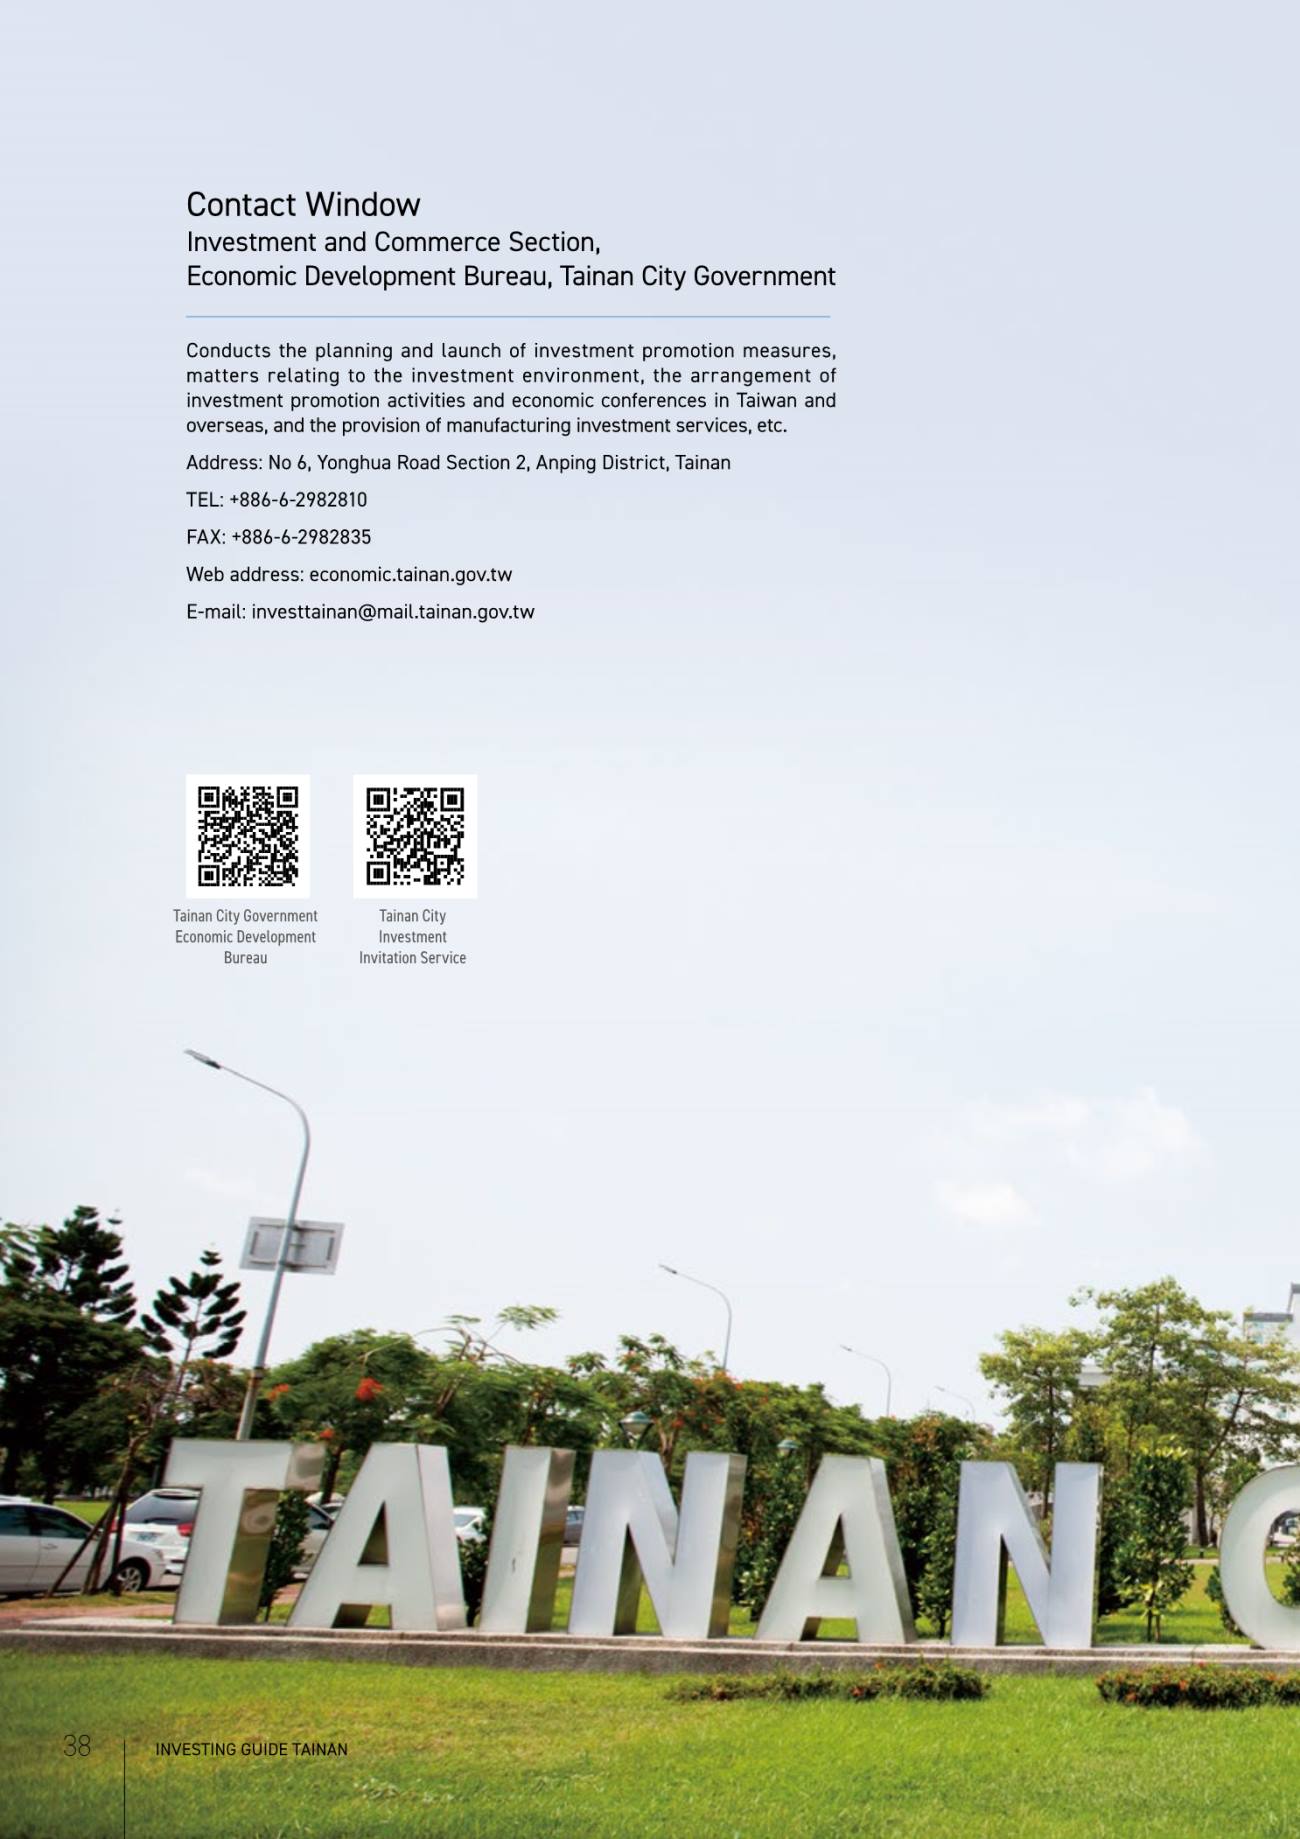 Contact Window
Investment and Commerce Section,
Economic Development Bureau, Tainan City Government
Conducts the planning and launch of investment promotion measures,
matters relating to the investment environment, the arrangement of
investment promotion activities and economic conferences in Taiwan and
overseas, and the provision of manufacturing investment services, etc.
Address: No 6, Yonghua Road Section 2, Anping District, Tainan
TEL: +886-6-2982810
FAX: +886-6-2982835
Web address: economic.tainan.gov.tw
E-mail: investtainan@mail.tainan.gov.tw
Tainan City Government
Economic Development
Bureau
Tainan City
Investment
Invitation Service
TAINAN C
38
INVESTING GUIDE TAINAN